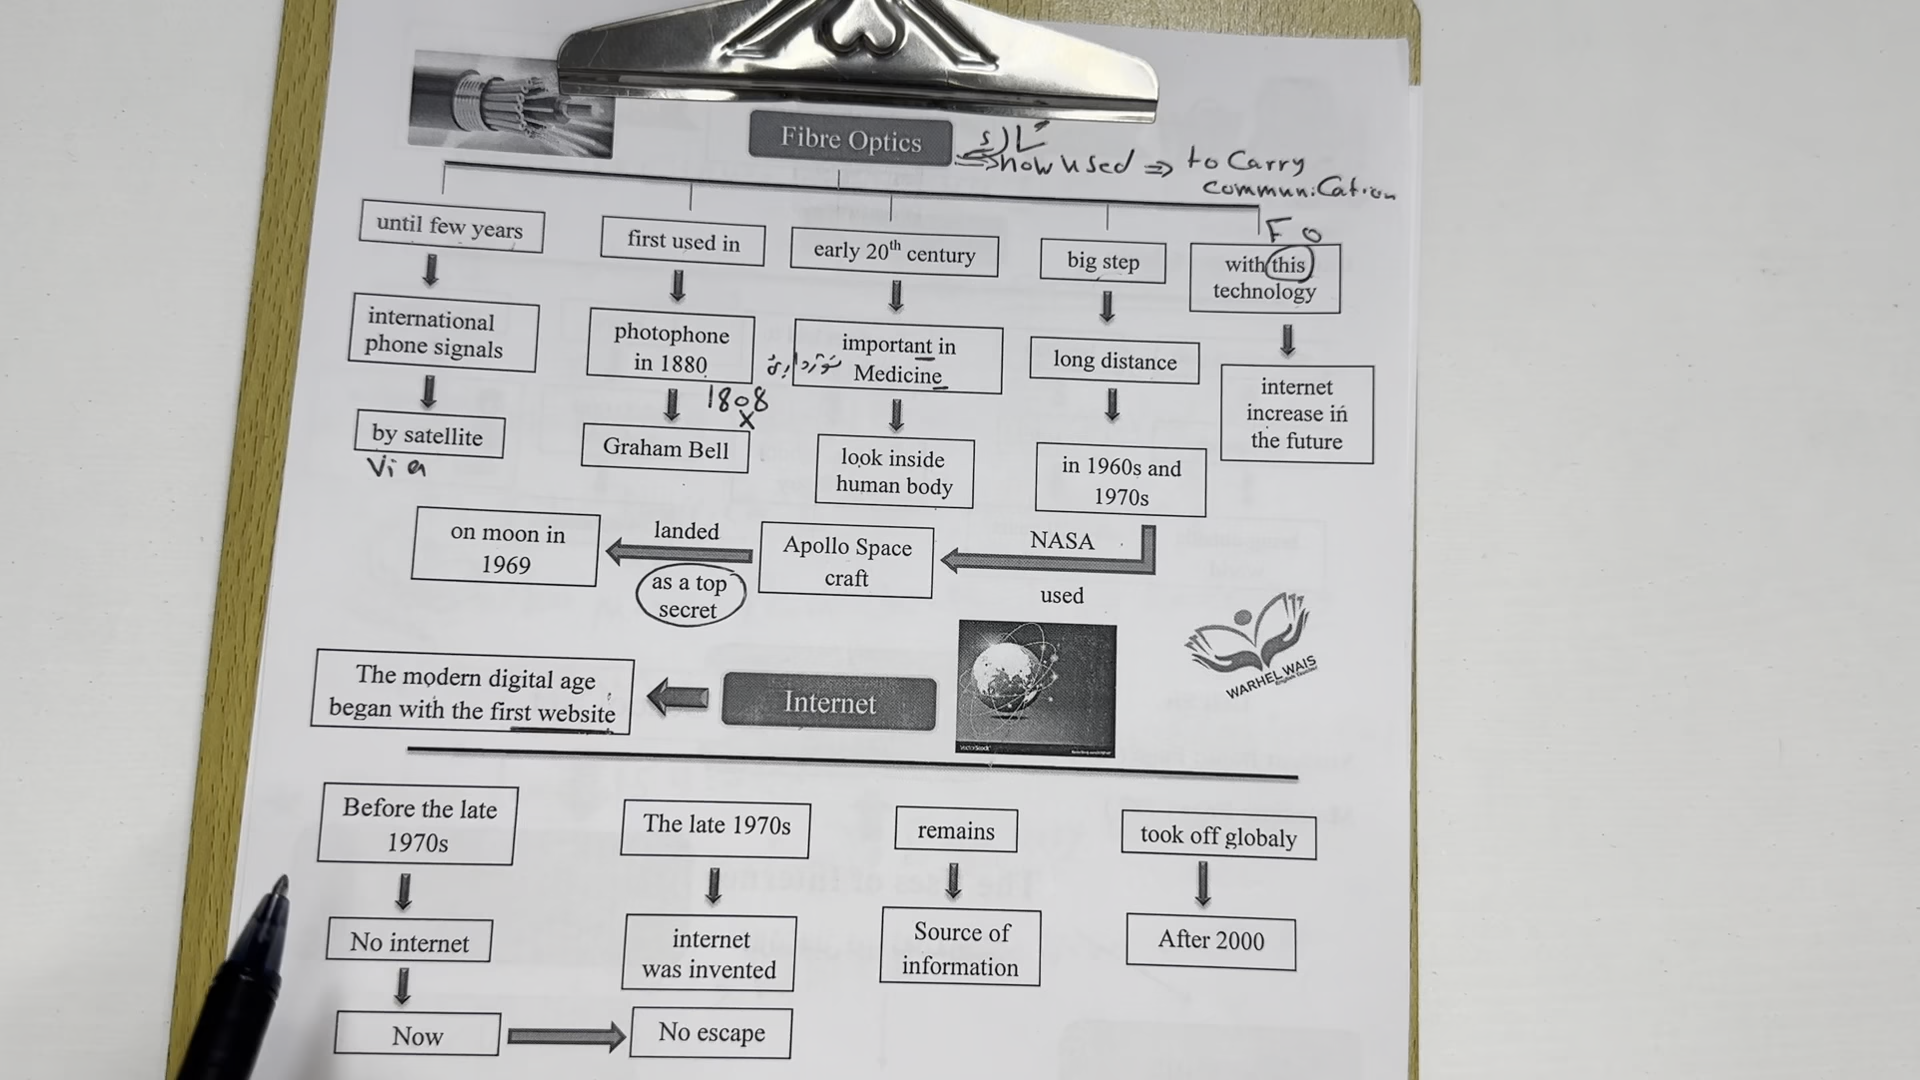 Fibre Optics
how used ⇒ to Carry
communication
until few years
first used in
early 20th century
big step
F o
with this
technology
international
phone signals
photophone
in 1880
1808
x
important in
Medicine
long distance
internet
increase in
the future
by satellite
Via
Graham Bell
look inside
human body
in 1960s and
1970s
on moon in
1969
landed
as a top
secret
Apollo Space
craft
NASA
used
WARHEL WAIS
The modern digital age
began with the first website
Internet
VectorStock
Before the late
1970s
The late 1970s
remains
took off globaly
No internet
internet
was invented
Source of
information
After 2000
Now
No escape